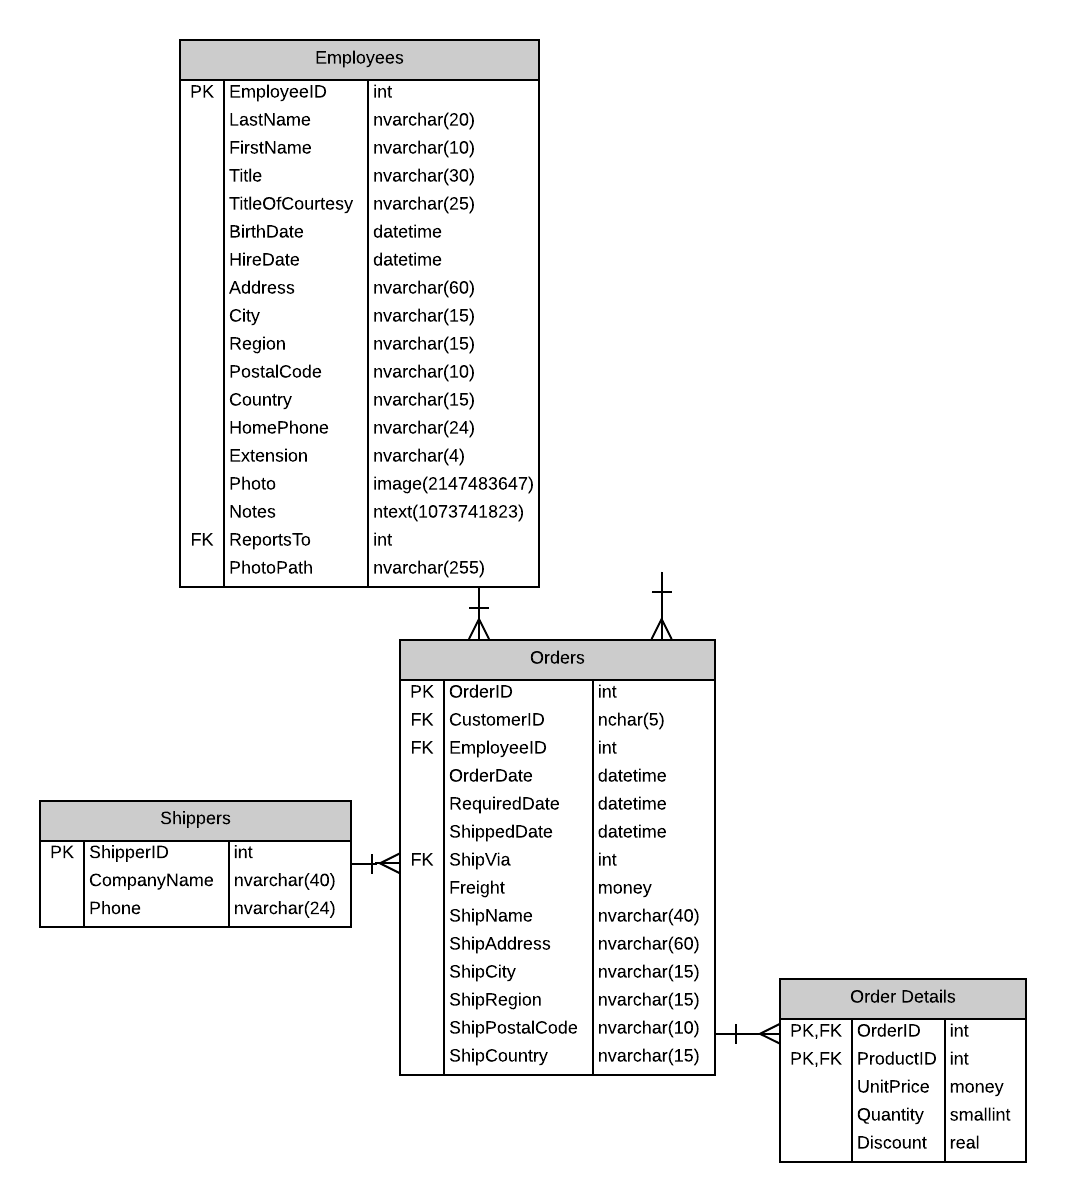 Employees
PK EmployeeID int
LastName nvarchar(20)
FirstName nvarchar(10)
Title nvarchar(30)
TitleOfCourtesy nvarchar(25)
BirthDate datetime
HireDate datetime
Address nvarchar(60)
City nvarchar(15)
Region nvarchar(15)
PostalCode nvarchar(10)
Country nvarchar(15)
HomePhone nvarchar(24)
Extension nvarchar(4)
Photo image(2147483647)
Notes ntext(1073741823)
FK ReportsTo int
PhotoPath nvarchar(255)
Orders
PK OrderID int
FK CustomerID nchar(5)
FK EmployeeID int
OrderDate datetime
RequiredDate datetime
ShippedDate datetime
FK ShipVia int
Freight money
ShipName nvarchar(40)
ShipAddress nvarchar(60)
ShipCity nvarchar(15)
ShipRegion nvarchar(15)
ShipPostalCode nvarchar(10)
ShipCountry nvarchar(15)
Shippers
PK ShipperID int
CompanyName nvarchar(40)
Phone nvarchar(24)
Order Details
PK,FK OrderID int
PK,FK ProductID int
UnitPrice money
Quantity smallint
Discount real